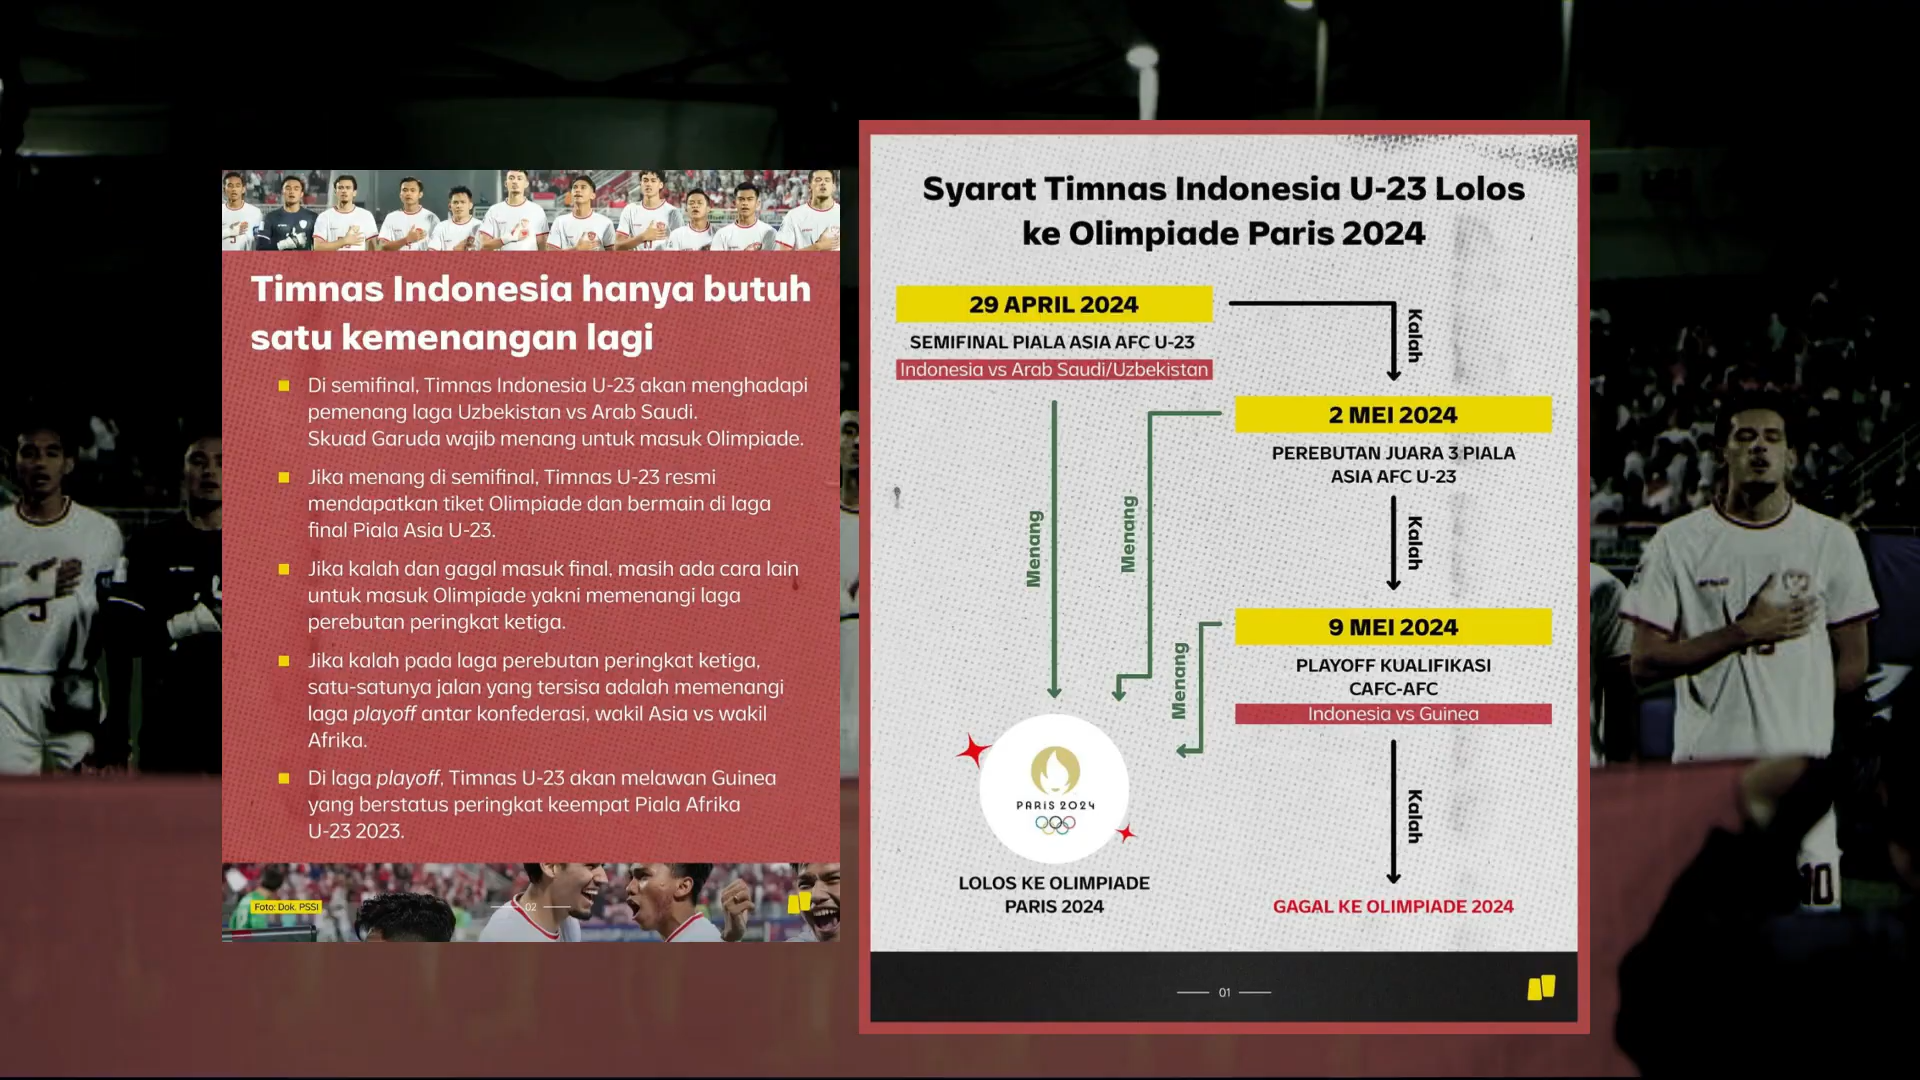 Timnas Indonesia hanya butuh
satu kemenangan lagi
Di semifinal, Timnas Indonesia U-23 akan menghadapi
pemenang laga Uzbekistan vs Arab Saudi.
Skuad Garuda wajib menang untuk masuk Olimpiade.
Jika menang di semifinal, Timnas U-23 resmi
mendapatkan tiket Olimpiade dan bermain di laga
final Piala Asia U-23.
Jika kalah dan gagal masuk final, masih ada cara lain
untuk masuk Olimpiade yakni memenangi laga
perebutan peringkat ketiga.
Jika kalah pada laga perebutan peringkat ketiga,
satu-satunya jalan yang tersisa adalah memenangi
laga playoff antar konfederasi, wakil Asia vs wakil
Afrika.
Di laga playoff, Timnas U-23 akan melawan Guinea
yang berstatus peringkat keempat Piala Afrika
U-23 2023.
Foto: Dok. PSSI
02
Syarat Timnas Indonesia U-23 Lolos
ke Olimpiade Paris 2024
29 APRIL 2024
SEMIFINAL PIALA ASIA AFC U-23
Indonesia vs Arab Saudi/Uzbekistan
Kalah
2 MEI 2024
PEREBUTAN JUARA 3 PIALA
ASIA AFC U-23
Menang
Menang
Kalah
9 MEI 2024
PLAYOFF KUALIFIKASI
CAFC-AFC
Indonesia vs Guinea
Menang
Kalah
PARIS 2024
LOLOS KE OLIMPIADE
PARIS 2024
GAGAL KE OLIMPIADE 2024
01
10